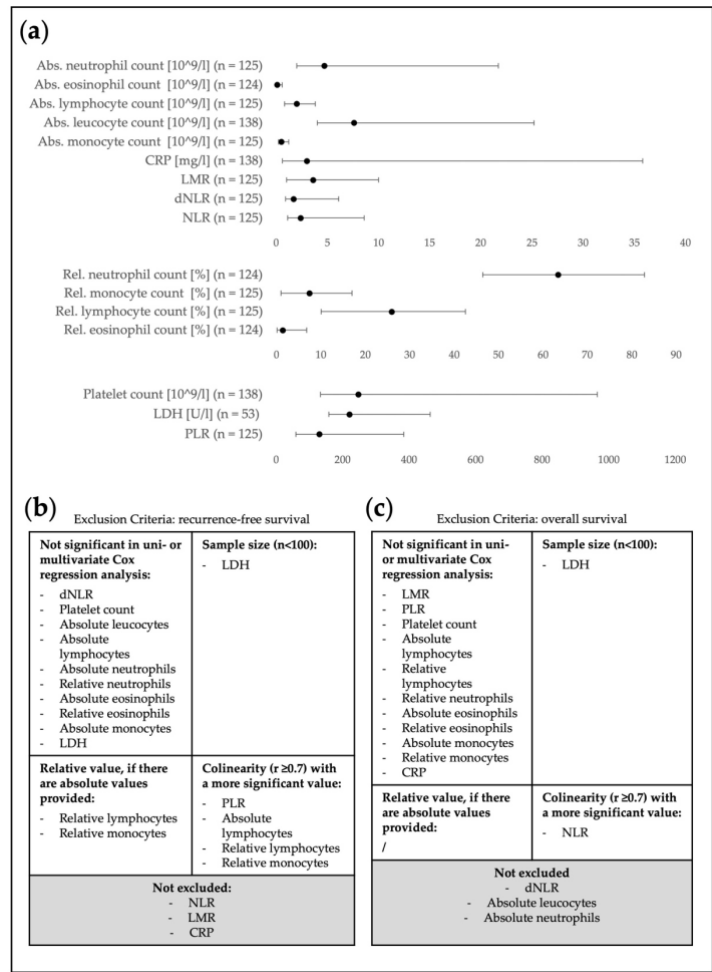 (a)
Abs. neutrophil count [10^9/l] (n = 125)
Abs. eosinophil count [10^9/l] (n = 124)
Abs. lymphocyte count [10^9/l] (n = 125)
Abs. leucocyte count [10^9/l] (n = 138)
Abs. monocyte count [10^9/l] (n = 125)
CRP [mg/l] (n = 138)
LMR (n = 125)
dNLR (n = 125)
NLR (n = 125)
0 5 10 15 20 25 30 35 40
Rel. neutrophil count [%] (n = 124)
Rel. monocyte count [%] (n = 125)
Rel. lymphocyte count [%] (n = 125)
Rel. eosinophil count [%] (n = 124)
0 10 20 30 40 50 60 70 80 90
Platelet count [10^9/l] (n = 138)
LDH [U/l] (n = 53)
PLR (n = 125)
0 200 400 600 800 1000 1200
(b)
Exclusion Criteria: recurrence-free survival
Not significant in uni- or
multivariate Cox
regression analysis:
- dNLR
- Platelet count
- Absolute leucocytes
- Absolute
lymphocytes
- Absolute neutrophils
- Relative neutrophils
- Absolute eosinophils
- Relative eosinophils
- Absolute monocytes
- LDH
Sample size (n<100):
- LDH
Relative value, if there
are absolute values
provided:
- Relative lymphocytes
- Relative monocytes
Colinearity (r ≥0.7) with
a more significant value:
- PLR
- Absolute
lymphocytes
- Relative lymphocytes
- Relative monocytes
Not excluded:
- NLR
- LMR
- CRP
(c)
Exclusion Criteria: overall survival
Not significant in uni-
or multivariate Cox
regression analysis:
- LMR
- PLR
- Platelet count
- Absolute
lymphocytes
- Relative
lymphocytes
- Relative neutrophils
- Absolute eosinophils
- Relative eosinophils
- Absolute monocytes
- Relative monocytes
- CRP
Sample size (n<100):
- LDH
Relative value, if there
are absolute values
provided:
/
Colinearity (r ≥0.7) with
a more significant value:
- NLR
Not excluded
- dNLR
- Absolute leucocytes
- Absolute neutrophils